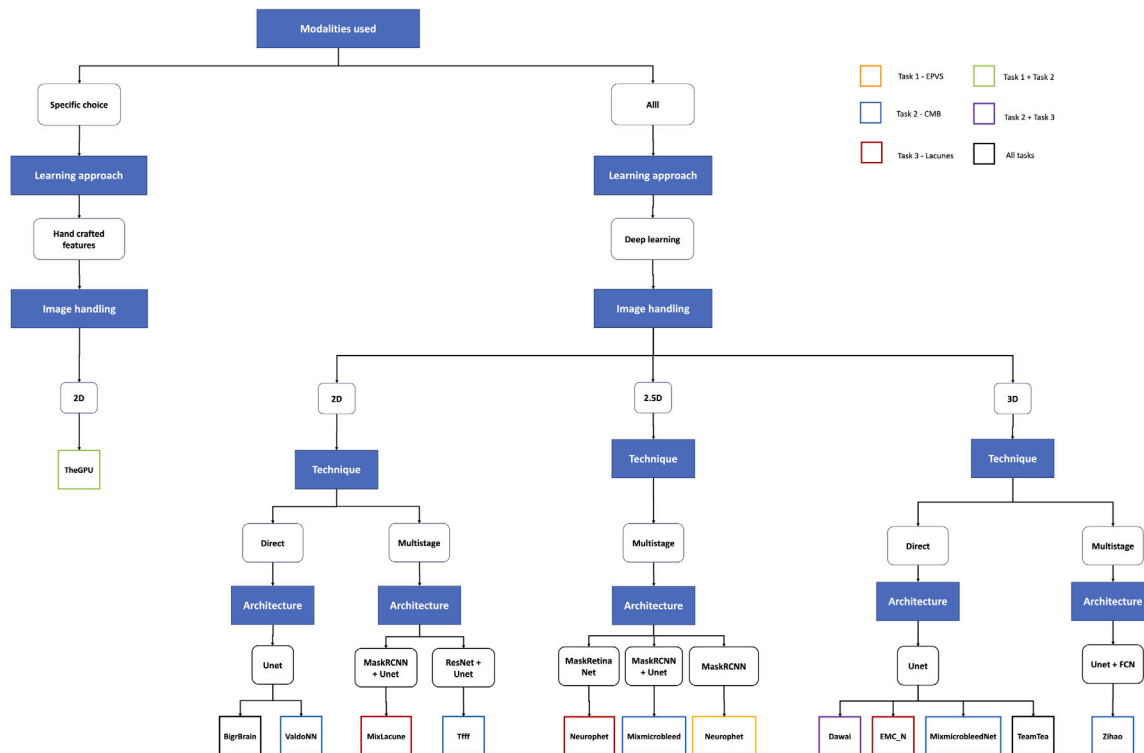 Modalities used
Task 1 - EPVS
Task 1 + Task 2
Specific choice
Alll
Task 2 - CMB
Task 2 + Task 3
Task 3 - Lacunes
All tasks
Learning approach
Learning approach
Hand crafted
features
Deep learning
Image handling
Image handling
2D
2D
2.5D
3D
TheGPU
Technique
Technique
Technique
Direct
Multistage
Multistage
Direct
Multistage
Architecture
Architecture
Architecture
Architecture
Architecture
Unet
MaskRCNN
+ Unet
ResNet +
Unet
MaskRetina
Net
MaskRCNN
+ Unet
MaskRCNN
Unet
Unet + FCN
BigrBrain
ValdoNN
MixLacune
Tfff
Neurophet
Mixmicrobleed
Neurophet
Dawai
EMC_N
MixmicrobleedNet
TeamTea
Zihao